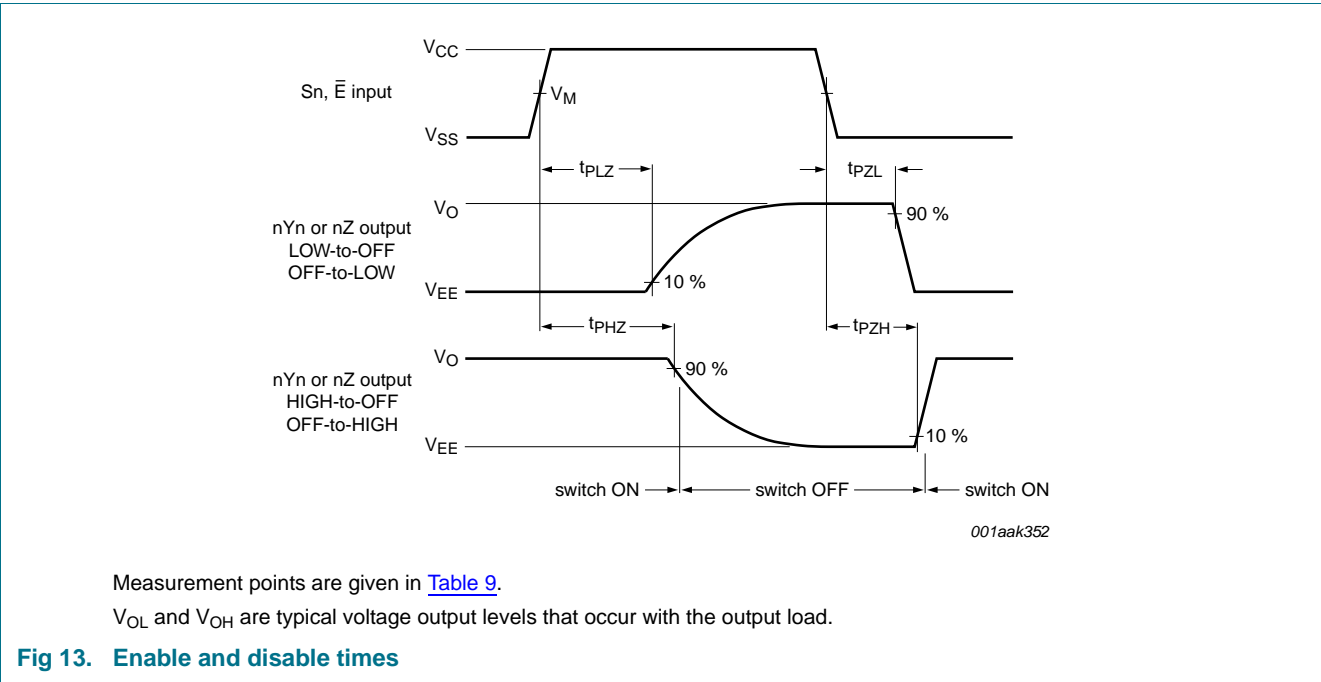 VCC
Sn, E̅ input
VM
VSS
tPLZ
tPZL
VO
90 %
nYn or nZ output
LOW-to-OFF
OFF-to-LOW
10 %
VEE
tPHZ
tPZH
VO
90 %
nYn or nZ output
HIGH-to-OFF
OFF-to-HIGH
10 %
VEE
switch ON
switch OFF
switch ON
001aak352
Measurement points are given in Table 9.
VOL and VOH are typical voltage output levels that occur with the output load.
Fig 13. Enable and disable times